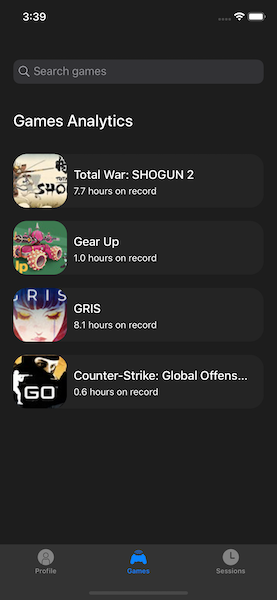 3:39
Search games
Games Analytics
SHO
Total War: SHOGUN 2
7.7 hours on record
Up
Gear Up
1.0 hours on record
GRIS
GRIS
8.1 hours on record
GO
Counter-Strike: Global Offens...
0.6 hours on record
Profile
Games
Sessions